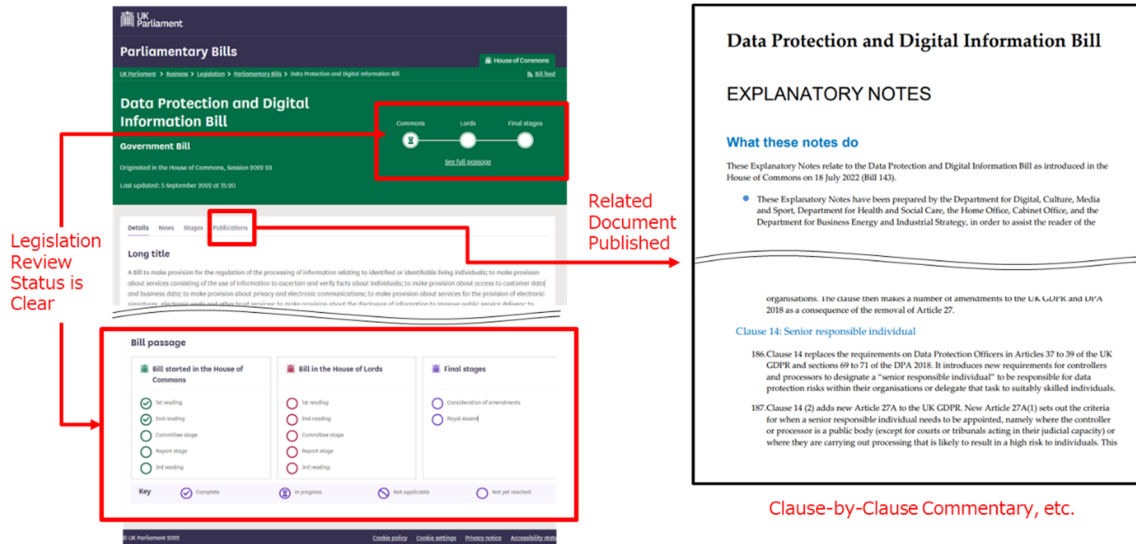 UK
Parliament
Parliamentary Bills
House of Commons
UK Parliament > Business > Legislation > Parliamentary Bills > Data Protection and Digital Information Bill
Bill feed
Data Protection and Digital
Information Bill
Government Bill
Originated in the House of Commons, Session 2022-23
Last updated: 5 September 2022 at 15:20
Commons Lords Final stages
See full passage
Details News Stages Publications
Long title
A Bill to make provision for the regulation of the processing of information relating to identified or identifiable living individuals; to make provision
about services consisting of the use of information to ascertain and verify facts about individuals; to make provision about access to customer data
and business data; to make provision about privacy and electronic communications; to make provision about services for the provision of electronic
signatures, electronic seals and other trust services; to make provision about the disclosure of information to improve public service delivery; to
Bill passage
Bill started in the House of
Commons
1st reading
2nd reading
Committee stage
Report stage
3rd reading
Bill in the House of Lords
1st reading
2nd reading
Committee stage
Report stage
3rd reading
Final stages
Consideration of amendments
Royal Assent
Key Complete In progress Not applicable Not yet reached
© UK Parliament 2022
Cookie policy Cookie settings Privacy notice Accessibility
Legislation
Review
Status is
Clear
Related
Document
Published
Data Protection and Digital Information Bill
EXPLANATORY NOTES
What these notes do
These Explanatory Notes relate to the Data Protection and Digital Information Bill as introduced in the
House of Commons on 18 July 2022 (Bill 143).
These Explanatory Notes have been prepared by the Department for Digital, Culture, Media
and Sport, Department for Health and Social Care, the Home Office, Cabinet Office, and the
Department for Business Energy and Industrial Strategy, in order to assist the reader of the
organisations. The clause then makes a number of amendments to the UK GDPR and DPA
2018 as a consequence of the removal of Article 27.
Clause 14: Senior responsible individual
186.Clause 14 replaces the requirements on Data Protection Officers in Articles 37 to 39 of the UK
GDPR and sections 69 to 71 of the DPA 2018. It introduces new requirements for controllers
and processors to designate a “senior responsible individual” to be responsible for data
protection risks within their organisations or delegate that task to suitably skilled individuals.
187.Clause 14 (2) adds new Article 27A to the UK GDPR. New Article 27A(1) sets out the criteria
for when a senior responsible individual needs to be appointed, namely where the controller
or processor is a public body (except for courts or tribunals acting in their judicial capacity) or
where they are carrying out processing that is likely to result in a high risk to individuals. This
Clause-by-Clause Commentary, etc.